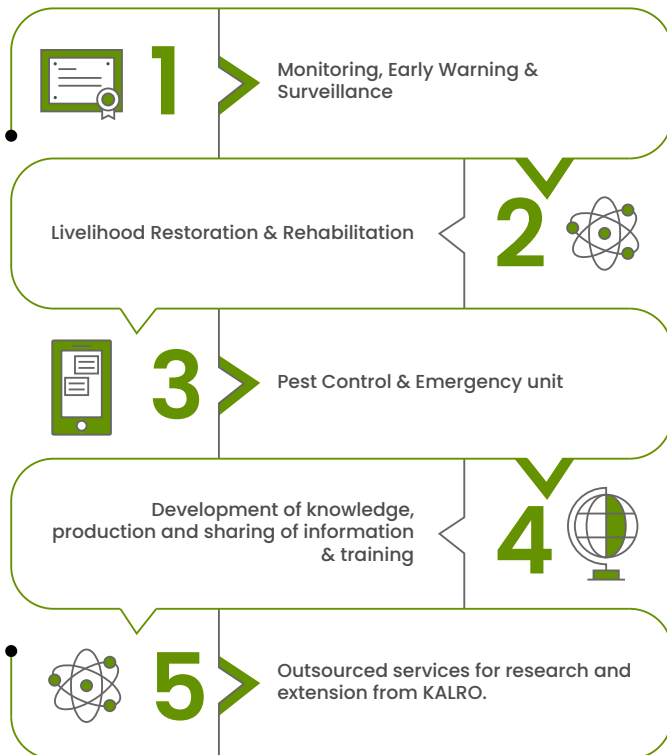 1
Monitoring, Early Warning &
Surveillance
Livelihood Restoration & Rehabilitation
2
3
Pest Control & Emergency unit
Development of knowledge,
production and sharing of information
& training
4
5
Outsourced services for research and
extension from KALRO.